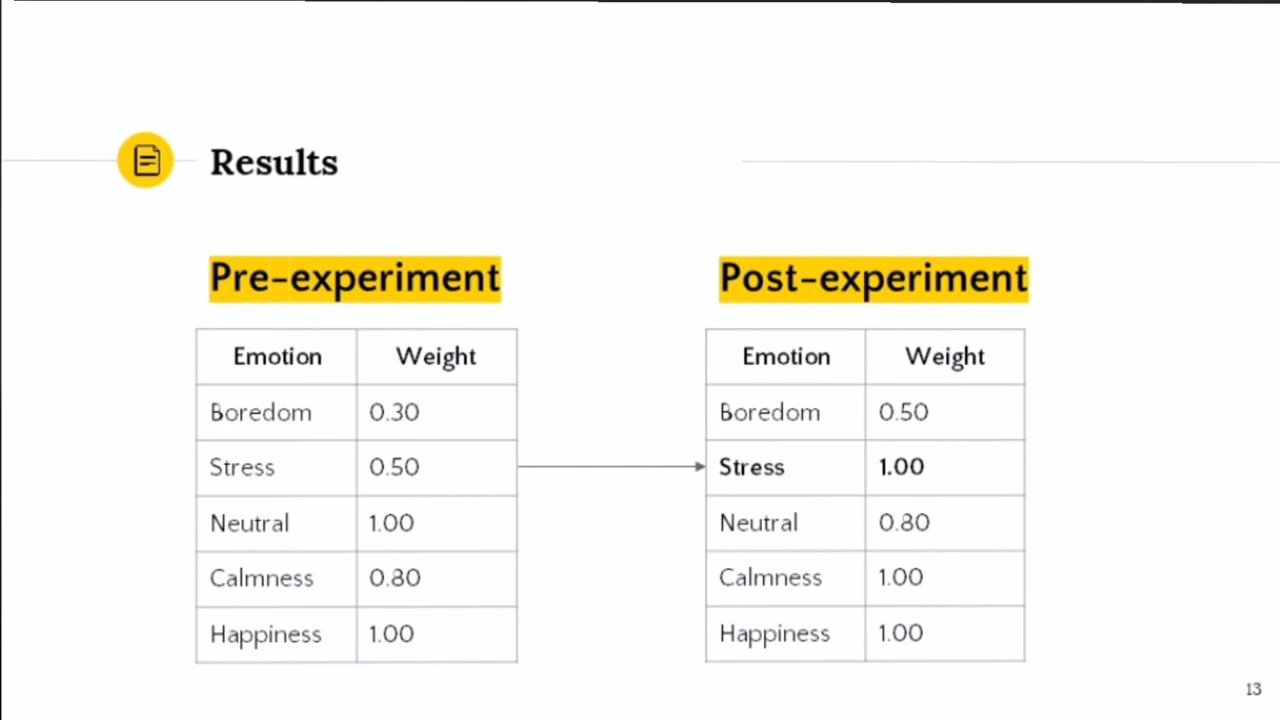 Results
Pre-experiment
Emotion Weight
Boredom 0.30
Stress 0.50
Neutral 1.00
Calmness 0.80
Happiness 1.00
Post-experiment
Emotion Weight
Boredom 0.50
Stress 1.00
Neutral 0.80
Calmness 1.00
Happiness 1.00
13